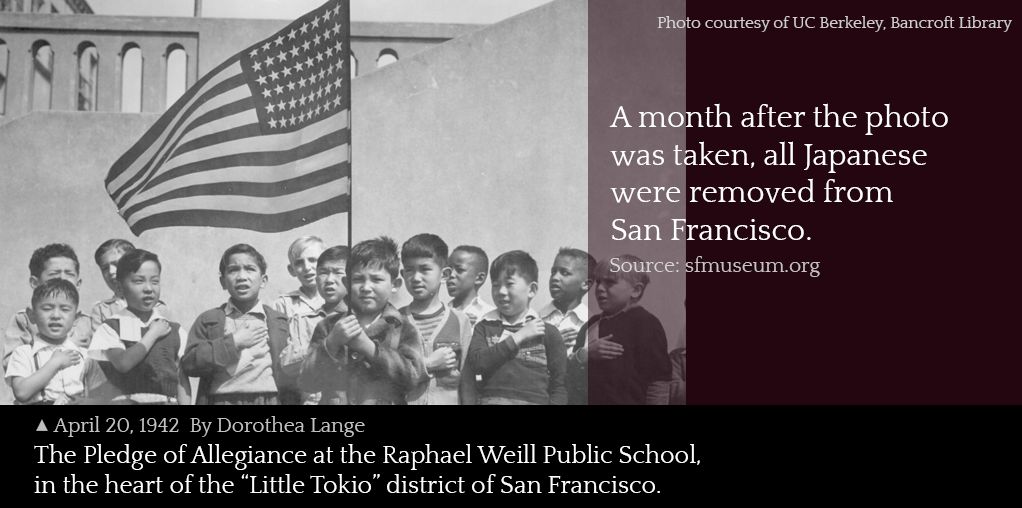 Photo courtesy of UC Berkeley, Bancroft Library
A month after the photo
was taken, all Japanese
were removed from
San Francisco.
Source: sfmuseum.org
▲ April 20, 1942 By Dorothea Lange
The Pledge of Allegiance at the Raphael Weill Public School,
in the heart of the “Little Tokio” district of San Francisco.